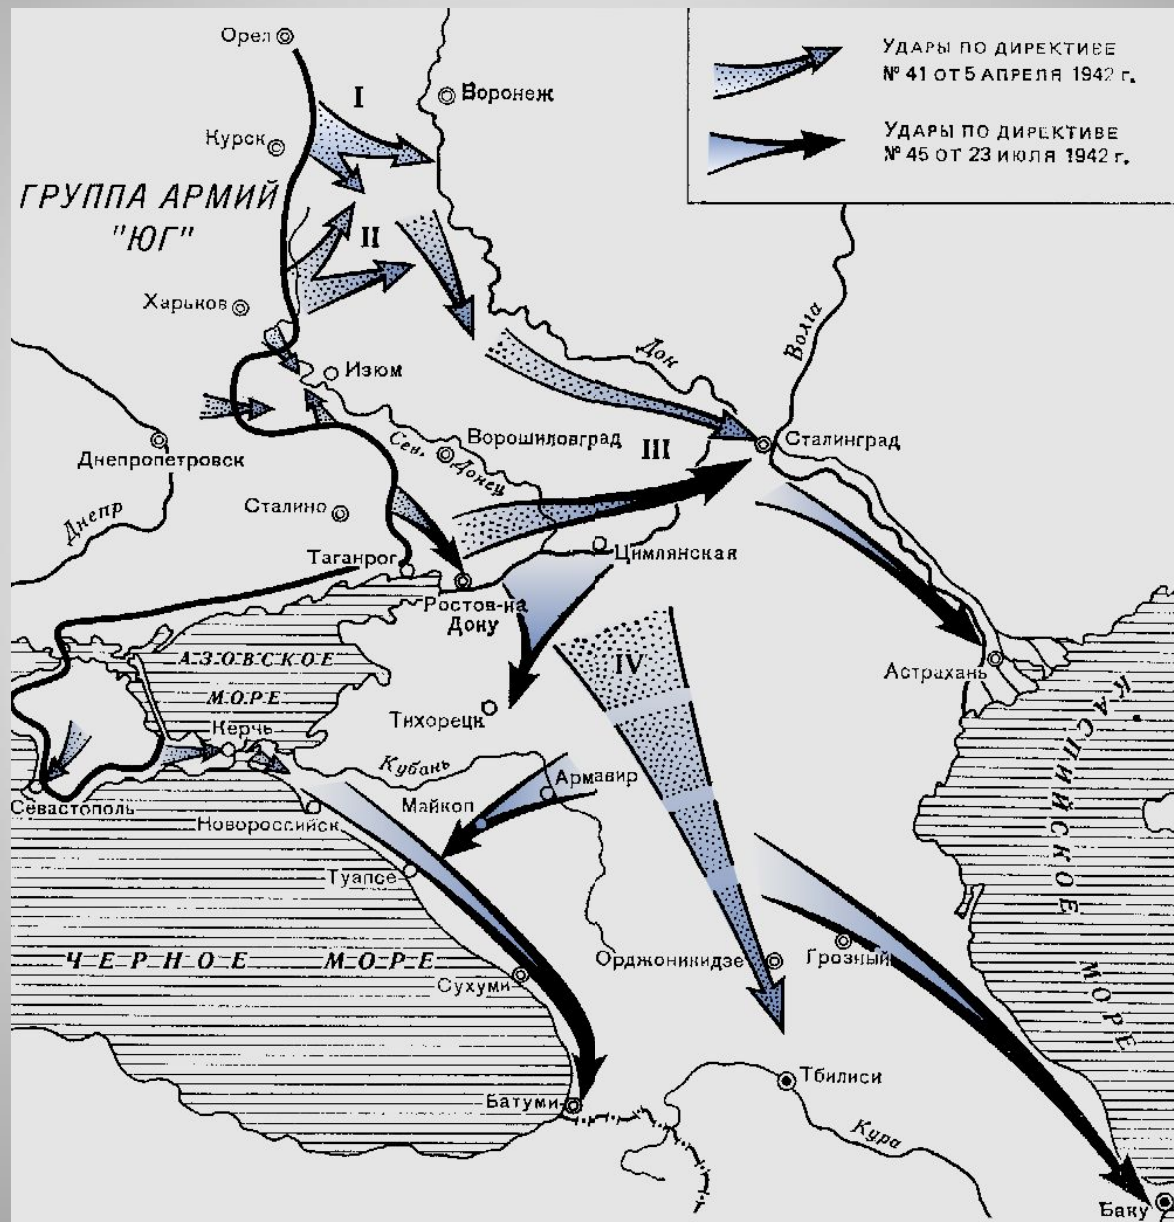 Удары по директиве
№ 41 от 5 апреля 1942 г.
Удары по директиве
№ 45 от 23 июля 1942 г.
Орел
I
Воронеж
Курск
ГРУППА АРМИЙ
"ЮГ"
II
Харьков
Изюм
Дон
Волга
Днепропетровск
Сев. Донец
Ворошиловград
III
Сталинград
Днепр
Сталино
Таганрог
Цимлянская
Ростов-на
Дону
АЗОВСКОЕ
МОРЕ
IV
Астрахань
Тихорецк
Керчь
Кубань
Армавир
Майкоп
Севастополь
Новороссийск
Туапсе
КАСПИЙСКОЕ
МОРЕ
ЧЕРНОЕ МОРЕ
Орджоникидзе
Грозный
Сухуми
Тбилиси
Батуми
Кура
Баку